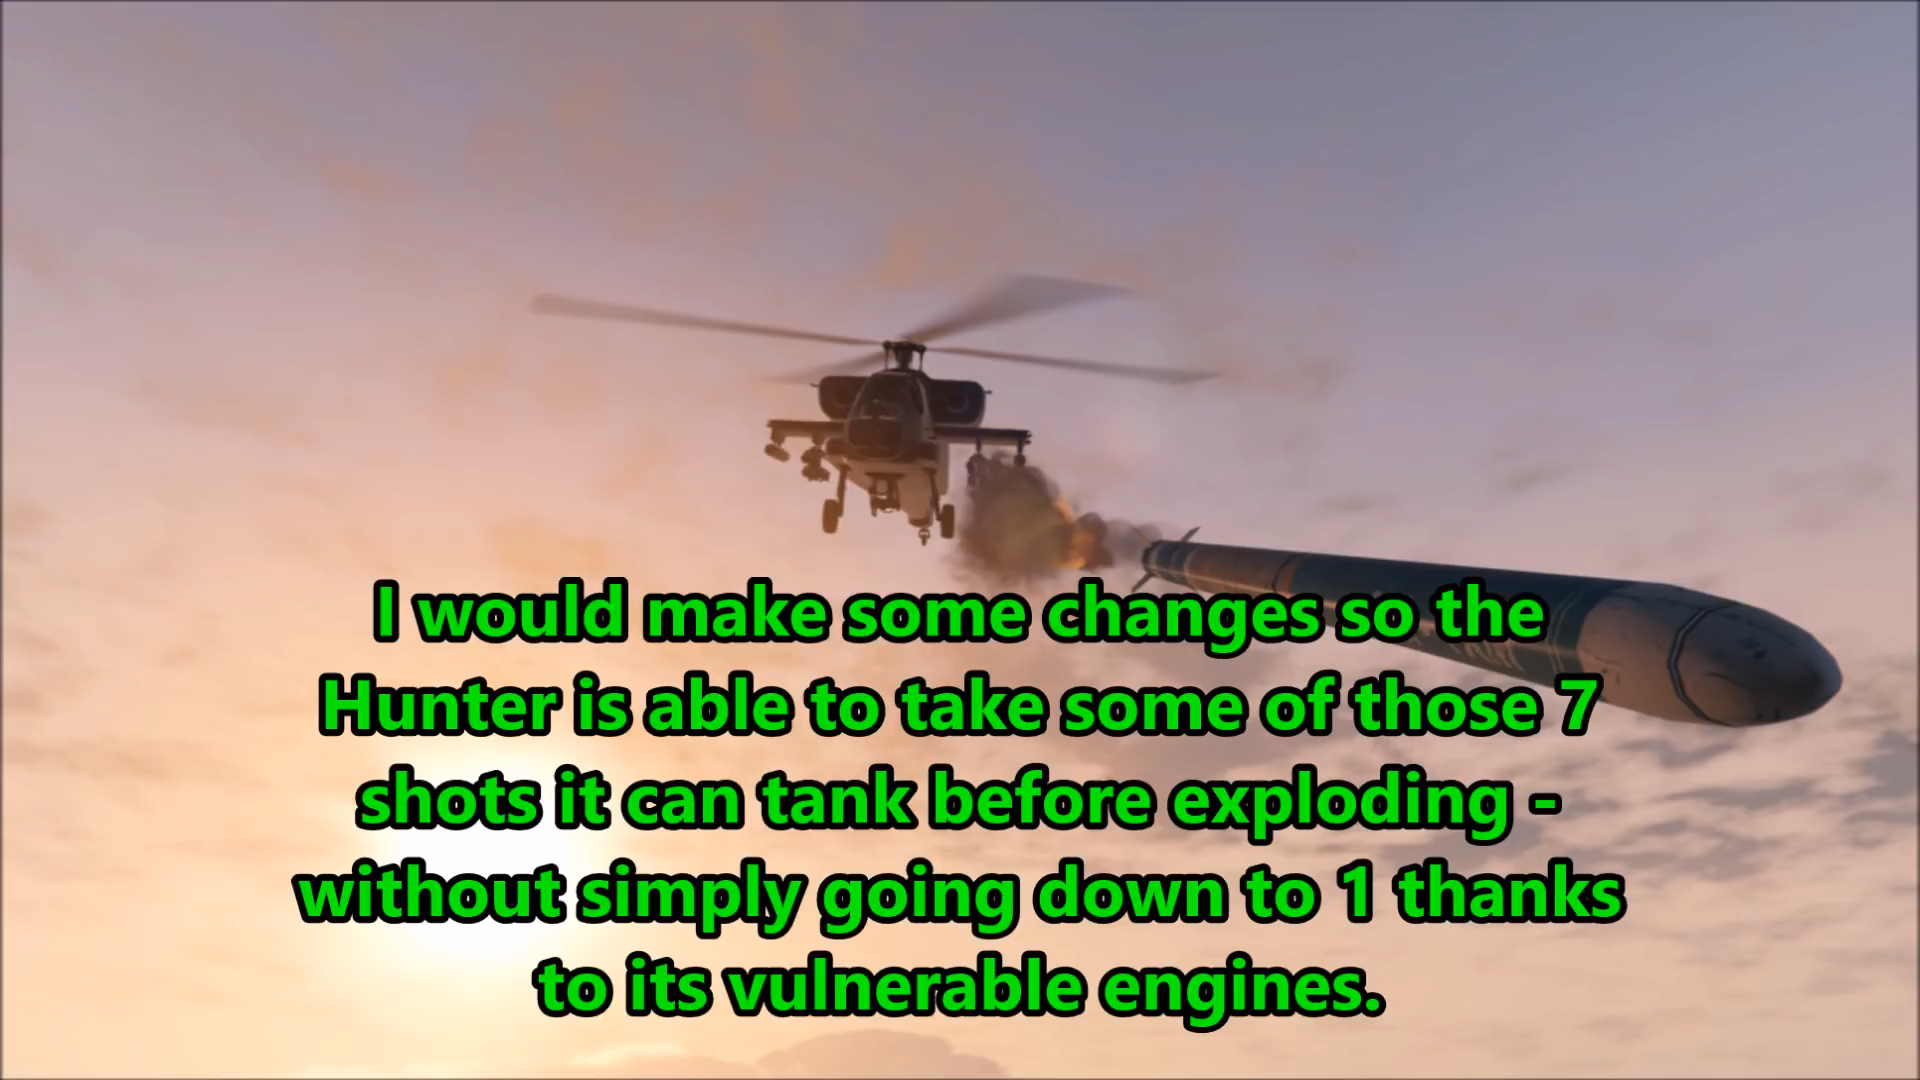 I would make some changes so the
Hunter is able to take some of those 7
shots it can tank before exploding -
without simply going down to 1 thanks
to its vulnerable engines.